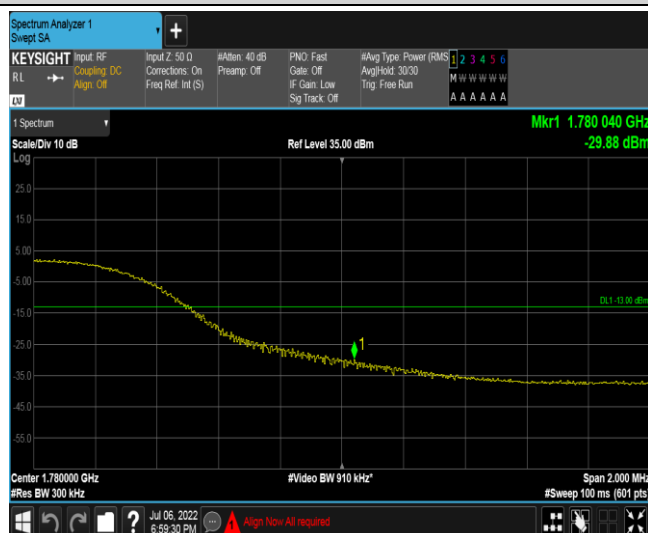 Spectrum Analyzer 1
Swept SA
+
KEYSIGHT
RL
LXI
Input: RF
Coupling: DC
Align: Off
Input Z: 50 Ω
Corrections: On
Freq Ref: Int (S)
#Atten: 40 dB
Preamp: Off
PNO: Fast
Gate: Off
IF Gain: Low
Sig Track: Off
#Avg Type: Power (RMS
Avg|Hold: 30/30
Trig: Free Run
1 2 3 4 5 6
M W W W W W
A A A A A A
1 Spectrum
Scale/Div 10 dB
Ref Level 35.00 dBm
Mkr1 1.780 040 GHz
-29.88 dBm
Log
25.0
15.0
5.00
-5.00
DL1 -13.00 dBm
-15.0
-25.0
1
-35.0
-45.0
-55.0
Center 1.780000 GHz
#Video BW 910 kHz*
Span 2.000 MHz
#Res BW 300 kHz
#Sweep 100 ms (601 pts)
?
Jul 06, 2022
6:59:30 PM
1
Align Now All required